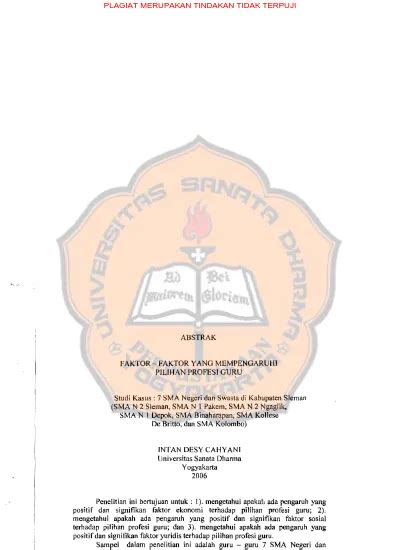 PLAGIAT MERUPAKAN TINDAKAN TIDAK TERPUJI
UNIVERSITAS SANATA DHARMA
Ad Dei
Maiorem Gloriam
YOGYAKARTA
ABSTRAK
FAKTOR – FAKTOR YANG MEMPENGARUHI
PILIHAN PROFESI GURU
Studi Kasus : 7 SMA Negeri dan Swasta di Kabupaten Sleman
(SMA N 2 Sleman, SMA N 1 Pakem, SMA N 2 Ngaglik,
SMA N 1 Depok, SMA Binaharapan, SMA Kollese
De Britto, dan SMA Kolombo)
INTAN DESY CAHYANI
Universitas Sanata Dharma
Yogyakarta
2006
Penelitian ini bertujuan untuk : 1). mengetahui apakah ada pengaruh yang
positif dan signifikan faktor ekonomi terhadap pilihan profesi guru; 2).
mengetahui apakah ada pengaruh yang positif dan signifikan faktor sosial
terhadap pilihan profesi guru; dan 3). mengetahui apakah ada pengaruh yang
positif dan signifikan faktor yuridis terhadap pilihan profesi guru.
Sampel dalam penelitian ini adalah guru – guru 7 SMA Negeri dan